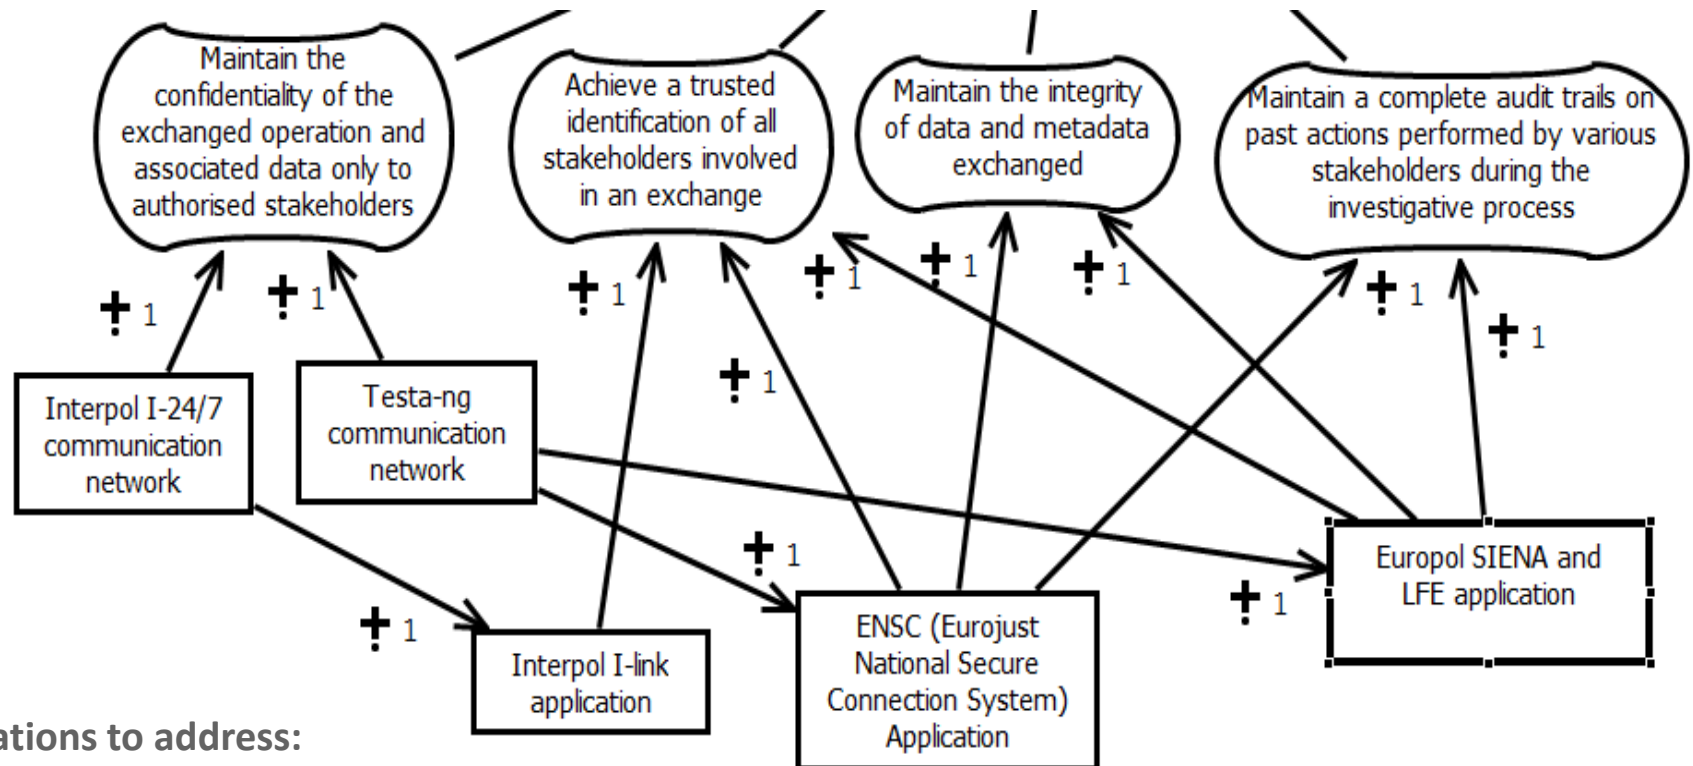 Maintain the
confidentiality of the
exchanged operation and
associated data only to
authorised stakeholders
Achieve a trusted
identification of all
stakeholders involved
in an exchange
Maintain the integrity
of data and metadata
exchanged
Maintain a complete audit trails on
past actions performed by various
stakeholders during the
investigative process
1
1
1
1
1
1
1
1
1
Interpol I-24/7
communication
network
Testa-ng
communication
network
1
1
1
Interpol I-link
application
ENSC (Eurojust
National Secure
Connection System)
Application
Europol SIENA and
LFE application
ations to address: